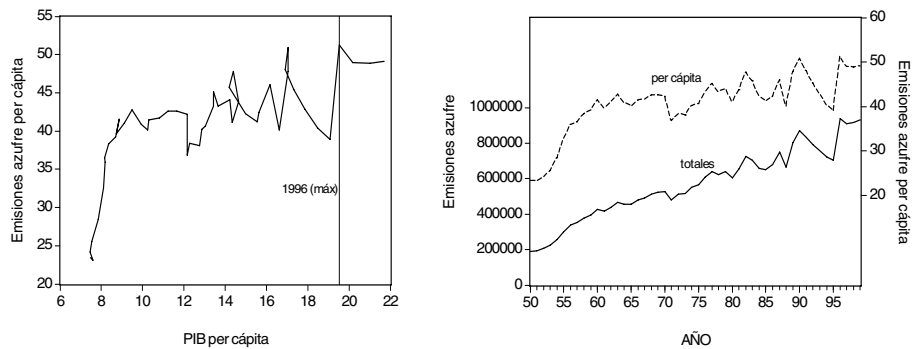 55
50
45
40
35
30
25
20
Emisiones azufre per cápita
1996 (máx)
6 8 10 12 14 16 18 20 22
PIB per cápita
60
50
40
30
20
Emisiones azufre per cápita
1000000
800000
600000
400000
200000
0
Emisiones azufre
per cápita
totales
50 55 60 65 70 75 80 85 90 95
AÑO